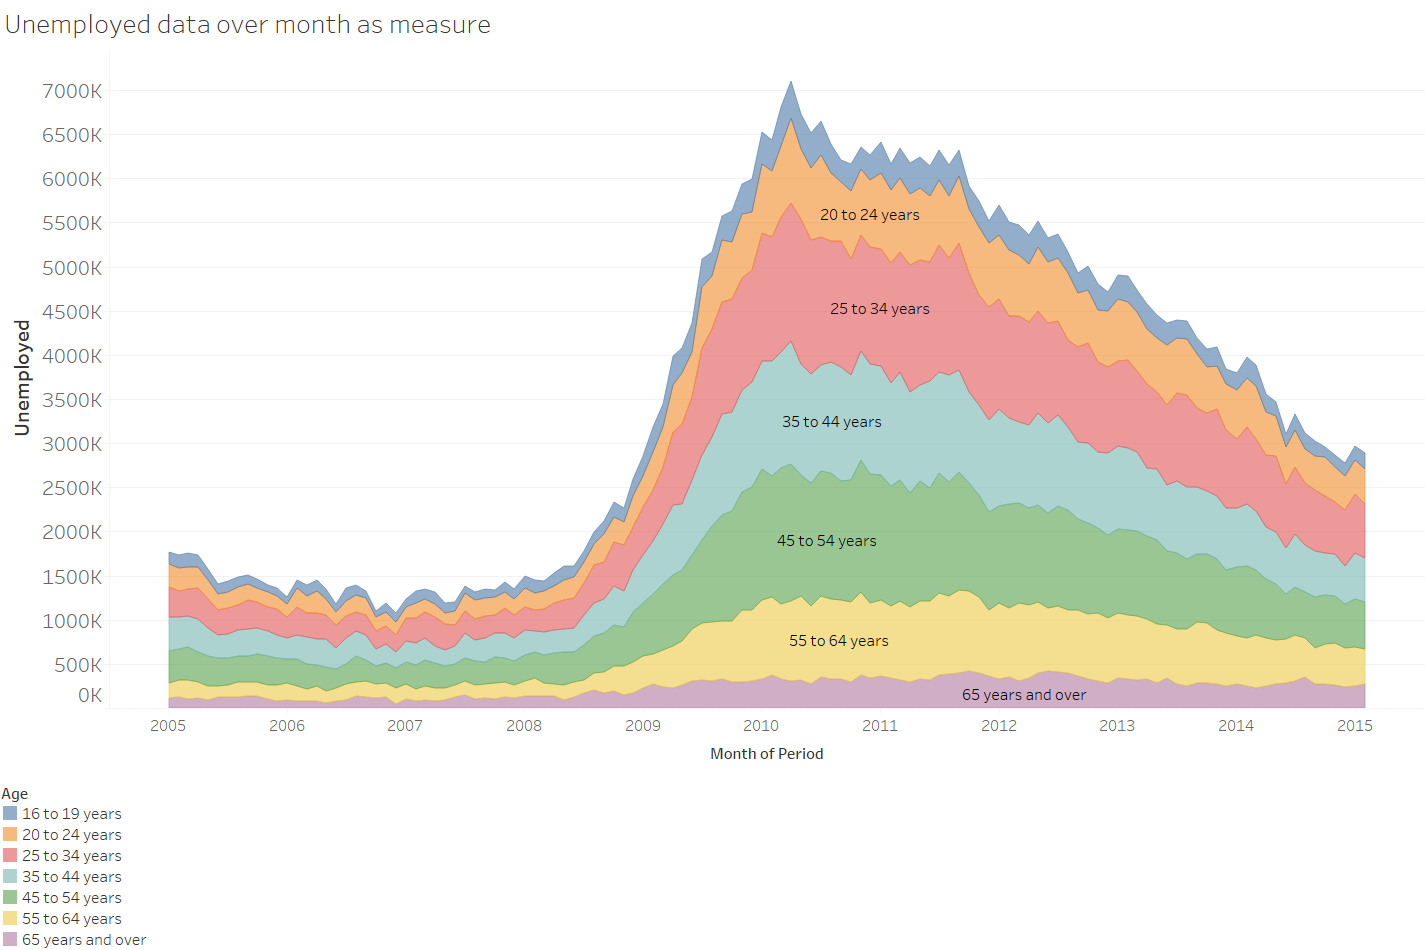 Unemployed data over month as measure
7000K
6500K
6000K
5500K
5000K
4500K
4000K
3500K
3000K
2500K
2000K
1500K
1000K
500K
0K
Unemployed
20 to 24 years
25 to 34 years
35 to 44 years
45 to 54 years
55 to 64 years
65 years and over
2005 2006 2007 2008 2009 2010 2011 2012 2013 2014 2015
Month of Period
Age
16 to 19 years
20 to 24 years
25 to 34 years
35 to 44 years
45 to 54 years
55 to 64 years
65 years and over